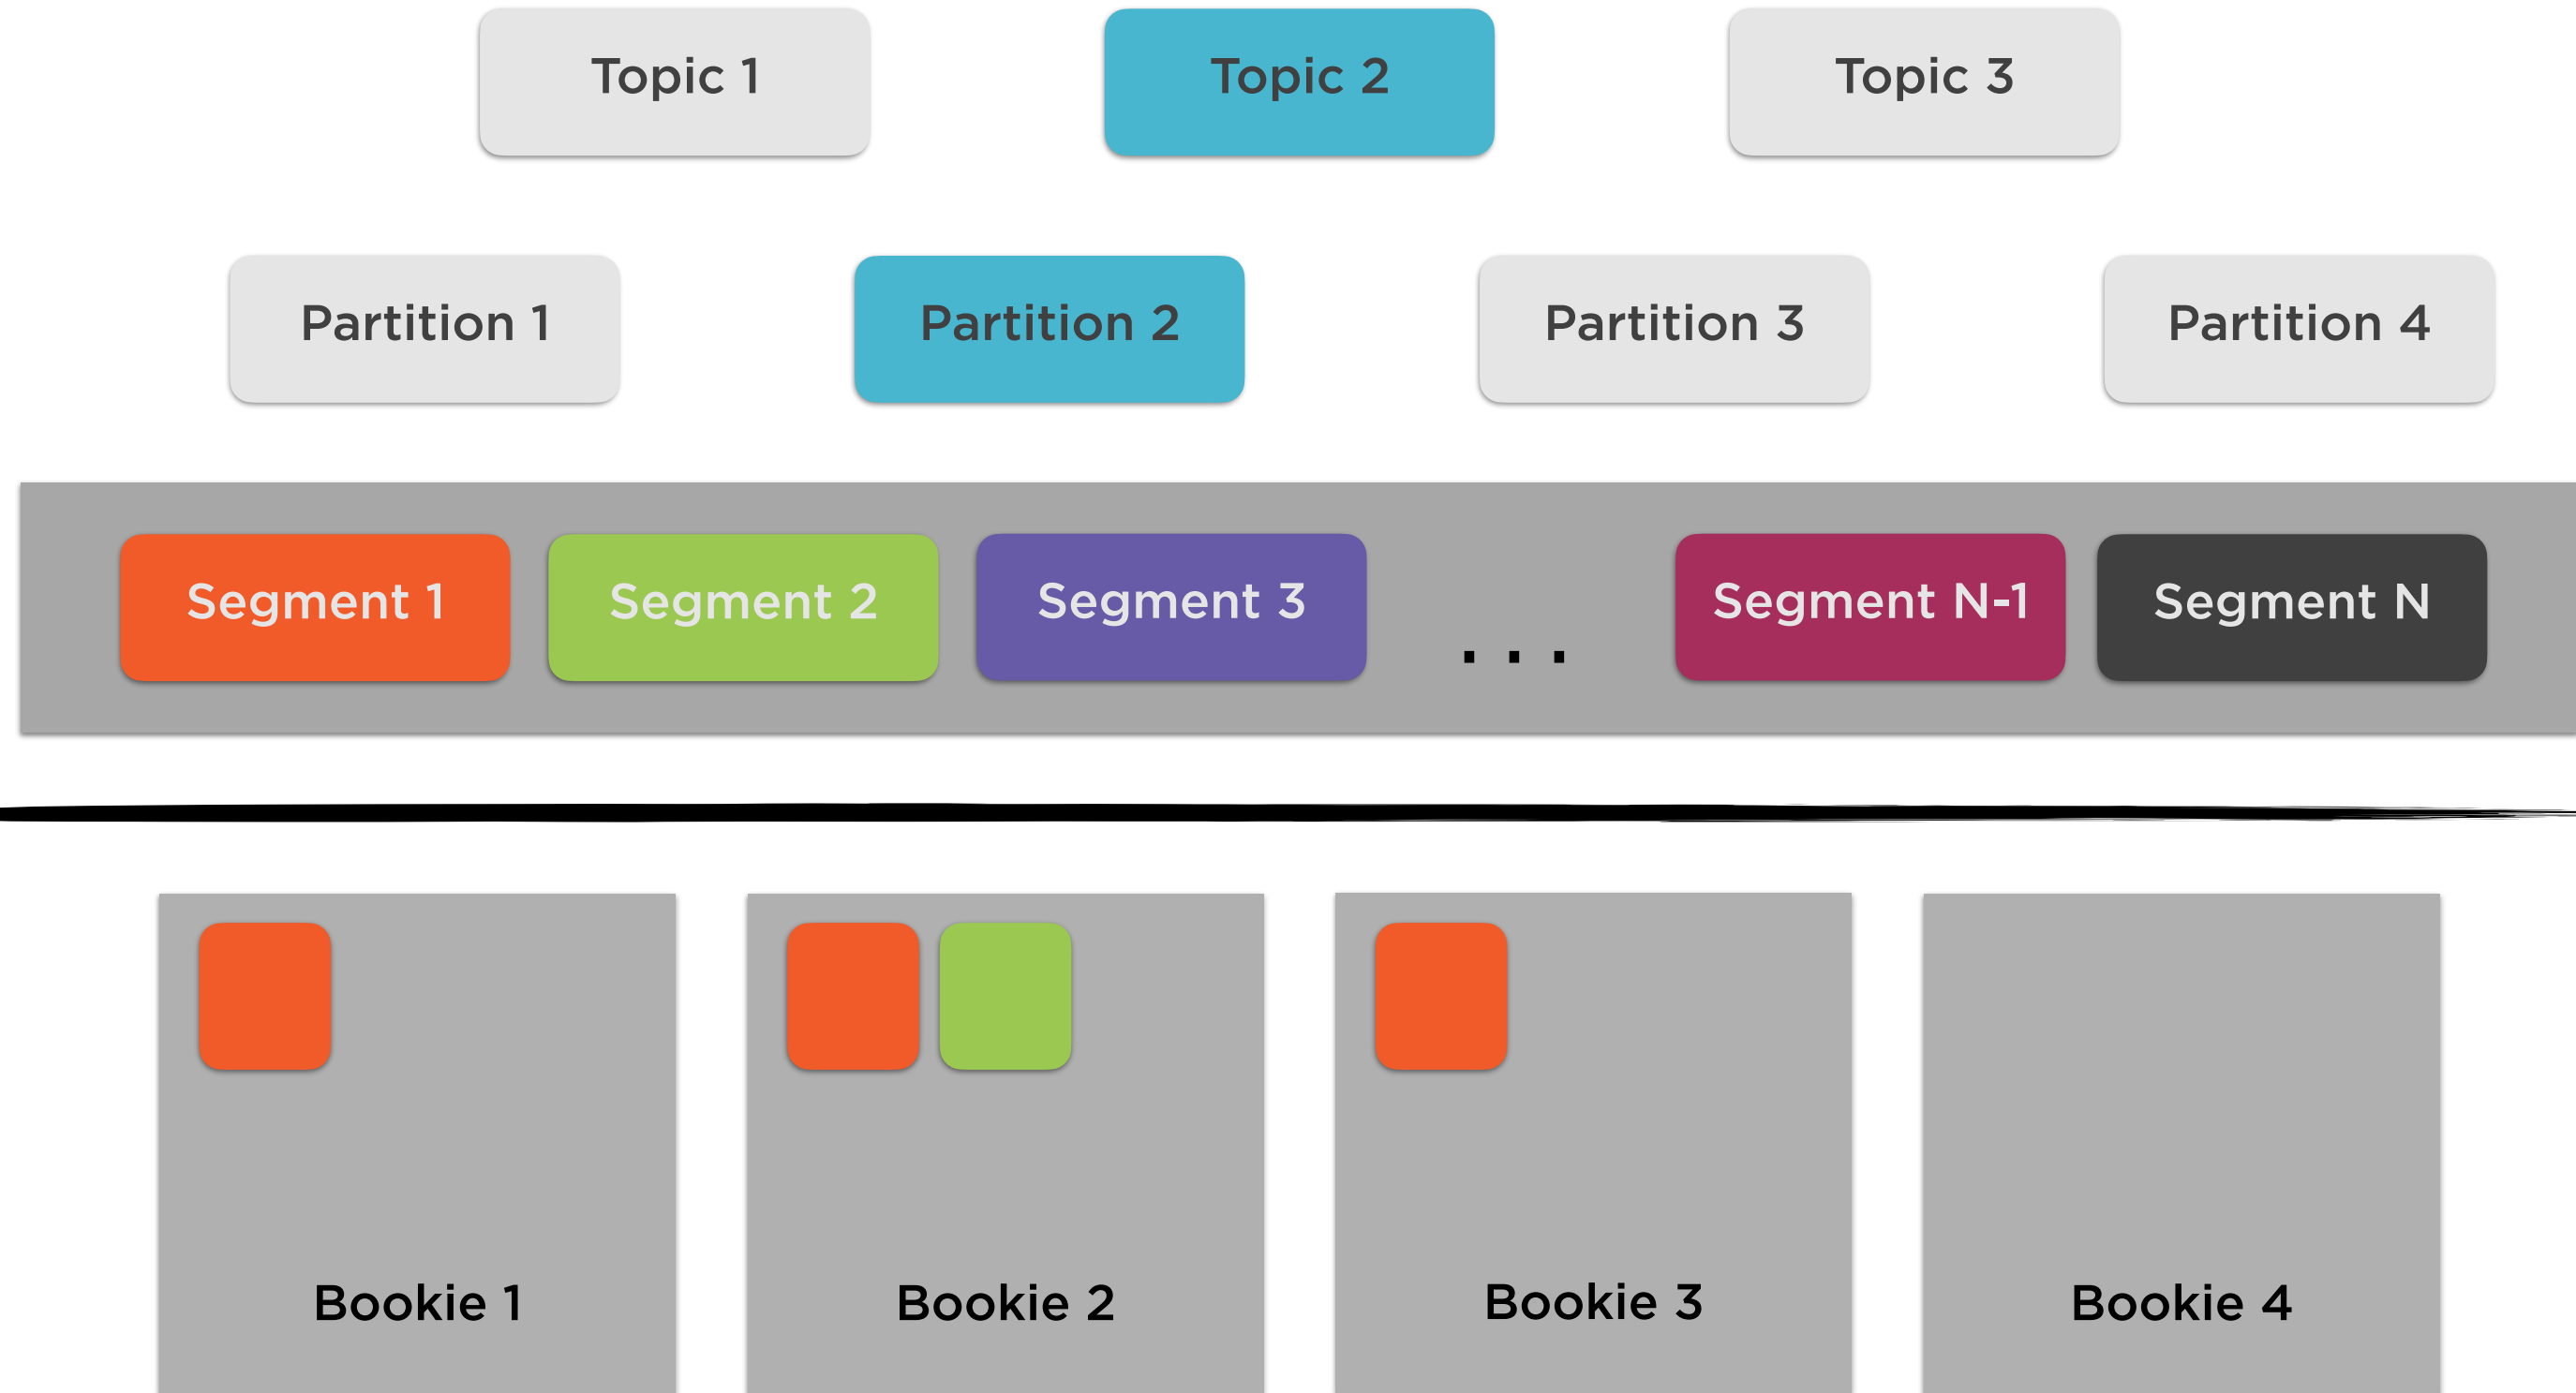 Topic 1
Topic 2
Topic 3
Partition 1
Partition 2
Partition 3
Partition 4
Segment 1
Segment 2
Segment 3
...
Segment N-1
Segment N
Bookie 1
Bookie 2
Bookie 3
Bookie 4